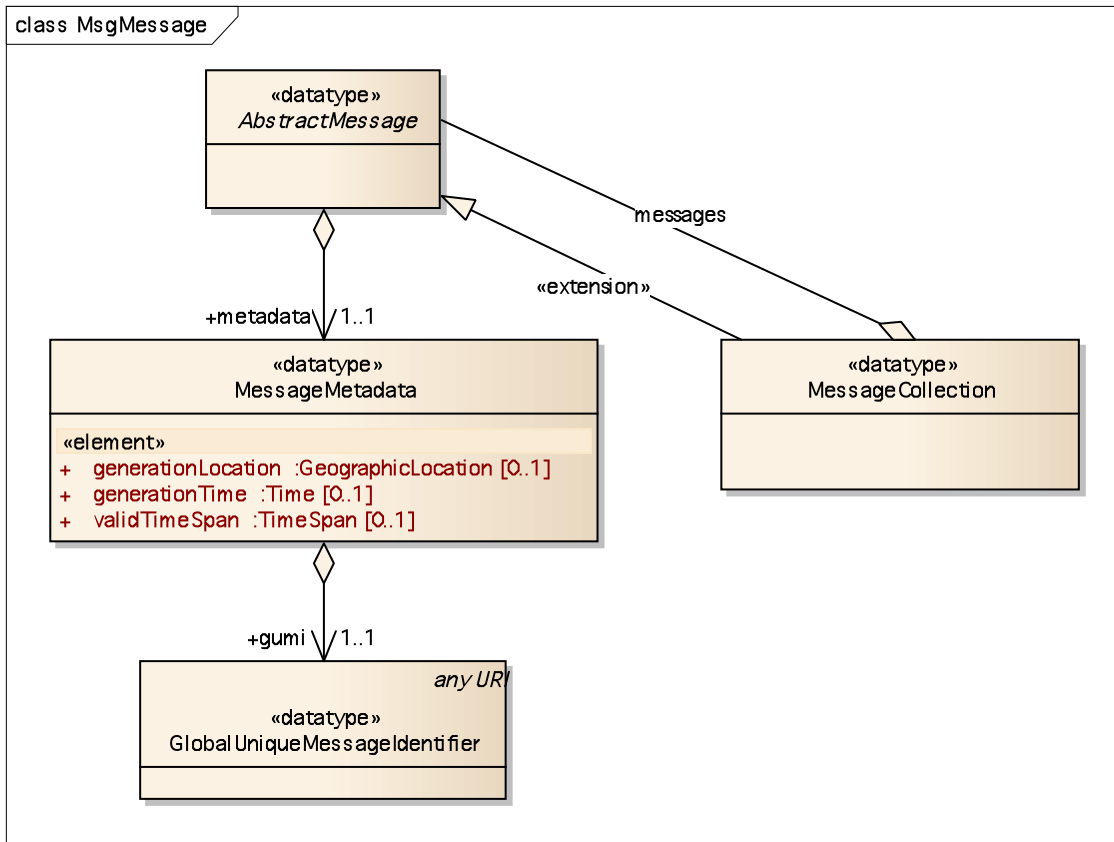 class MsgMessage
«datatype»
AbstractMessage
messages
«extension»
+metadata 1..1
«datatype»
MessageMetadata
«element»
+ generationLocation :GeographicLocation [0..1]
+ generationTime :Time [0..1]
+ validTimeSpan :TimeSpan [0..1]
«datatype»
MessageCollection
+gumi 1..1
any URI
«datatype»
GlobalUniqueMessageIdentifier